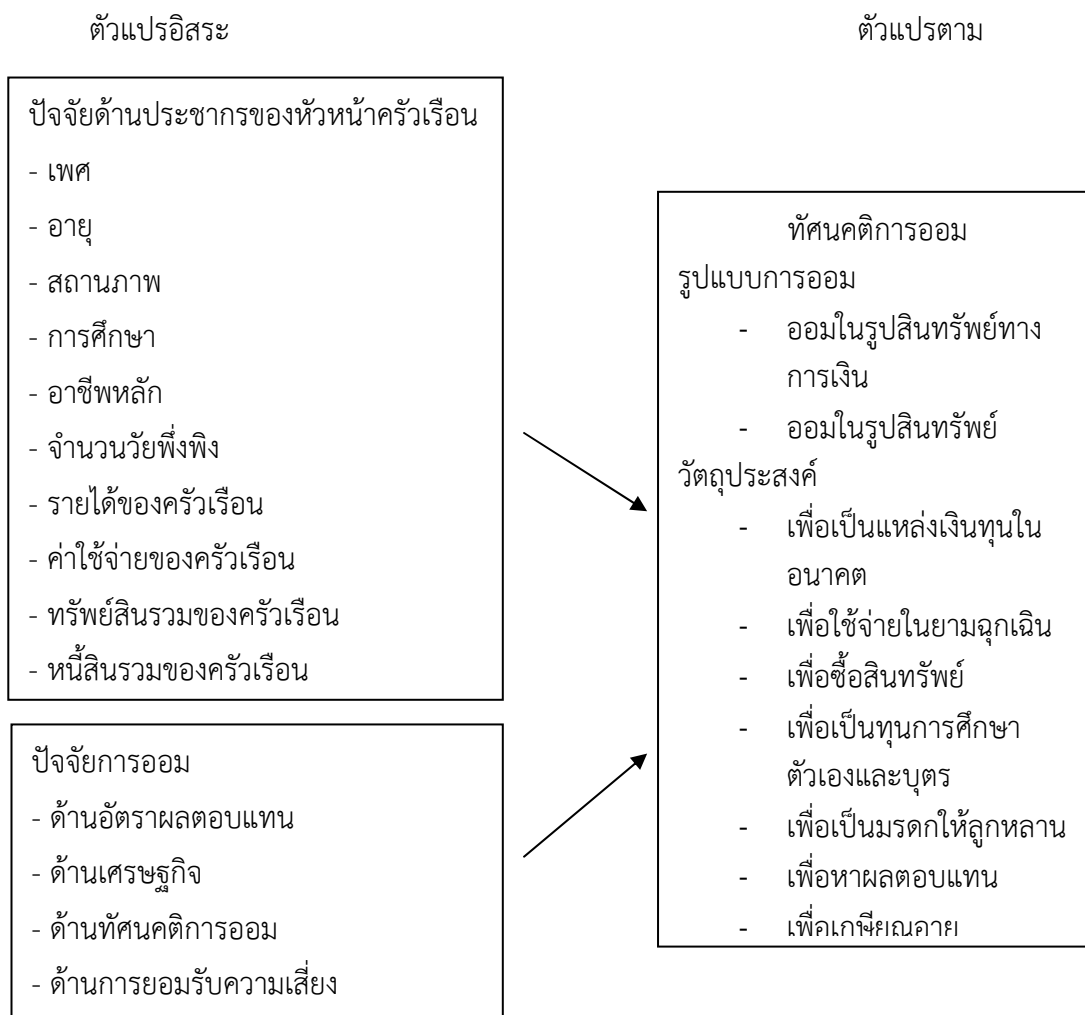 ตัวแปรอิสระ
ตัวแปรตาม
ปัจจัยด้านประชากรของหัวหน้าครัวเรือน
- เพศ
- อายุ
- สถานภาพ
- การศึกษา
- อาชีพหลัก
- จำนวนวัยพึ่งพิง
- รายได้ของครัวเรือน
- ค่าใช้จ่ายของครัวเรือน
- ทรัพย์สินรวมของครัวเรือน
- หนี้สินรวมของครัวเรือน
ปัจจัยการออม
- ด้านอัตราผลตอบแทน
- ด้านเศรษฐกิจ
- ด้านทัศนคติการออม
- ด้านการยอมรับความเสี่ยง
ทัศนคติการออม
รูปแบบการออม
- ออมในรูปสินทรัพย์ทาง
การเงิน
- ออมในรูปสินทรัพย์
วัตถุประสงค์
- เพื่อเป็นแหล่งเงินทุนใน
อนาคต
- เพื่อใช้จ่ายในยามฉุกเฉิน
- เพื่อซื้อสินทรัพย์
- เพื่อเป็นทุนการศึกษา
ตัวเองและบุตร
- เพื่อเป็นมรดกให้ลูกหลาน
- เพื่อหาผลตอบแทน
- เพื่อเกษียณอายุ